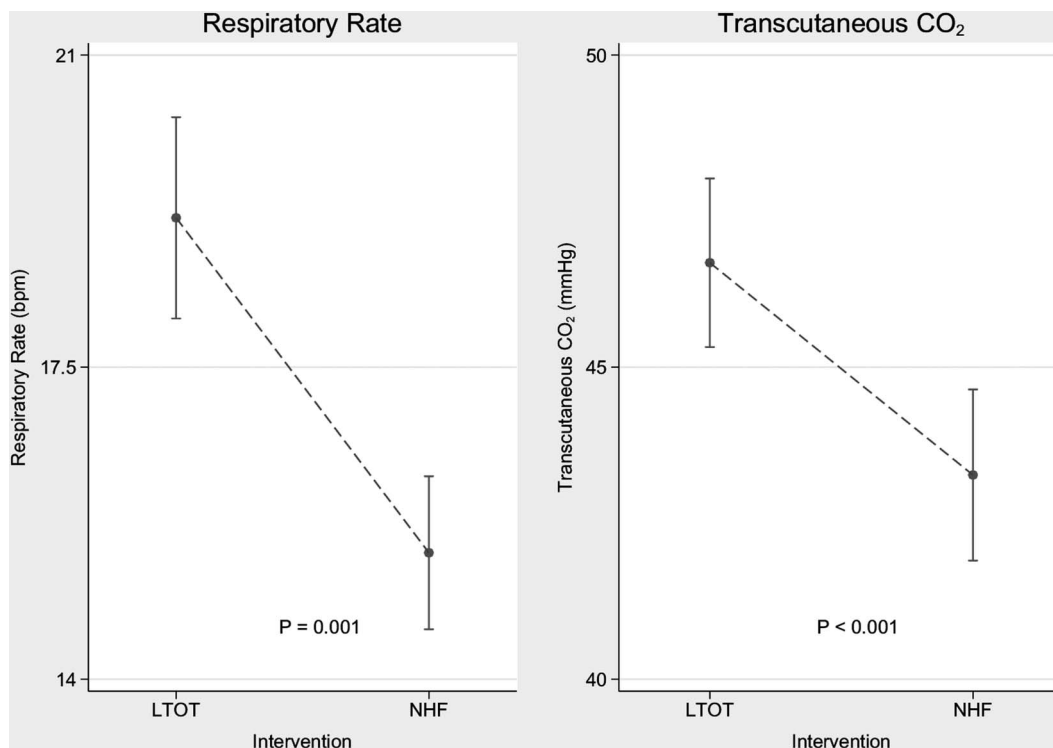 Respiratory Rate
21
17.5
14
Respiratory Rate (bpm)
P = 0.001
LTOT NHF
Intervention
Transcutaneous CO₂
50
45
40
Transcutaneous CO₂ (mmHg)
P < 0.001
LTOT NHF
Intervention